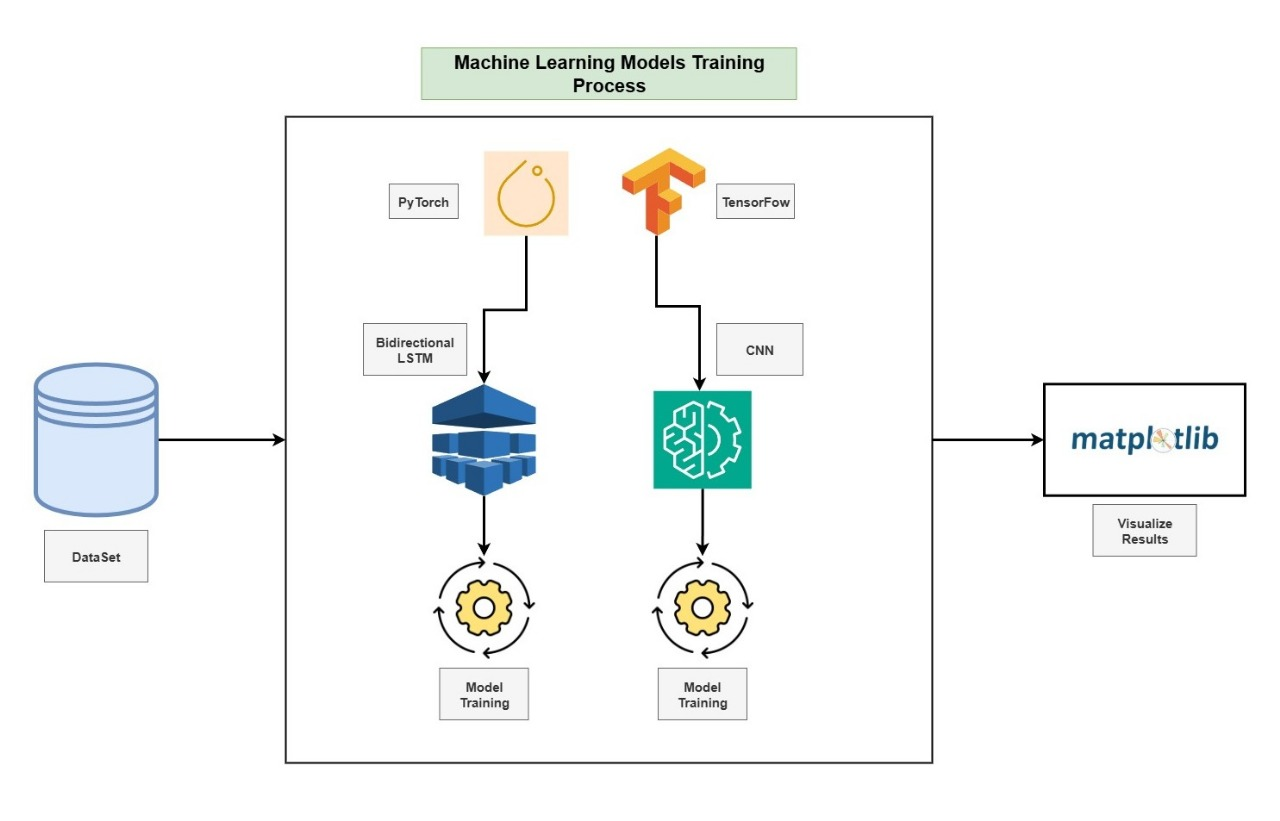 Machine Learning Models Training
Process
PyTorch
TensorFow
Bidirectional
LSTM
CNN
DataSet
matplotlib
Visualize
Results
Model
Training
Model
Training